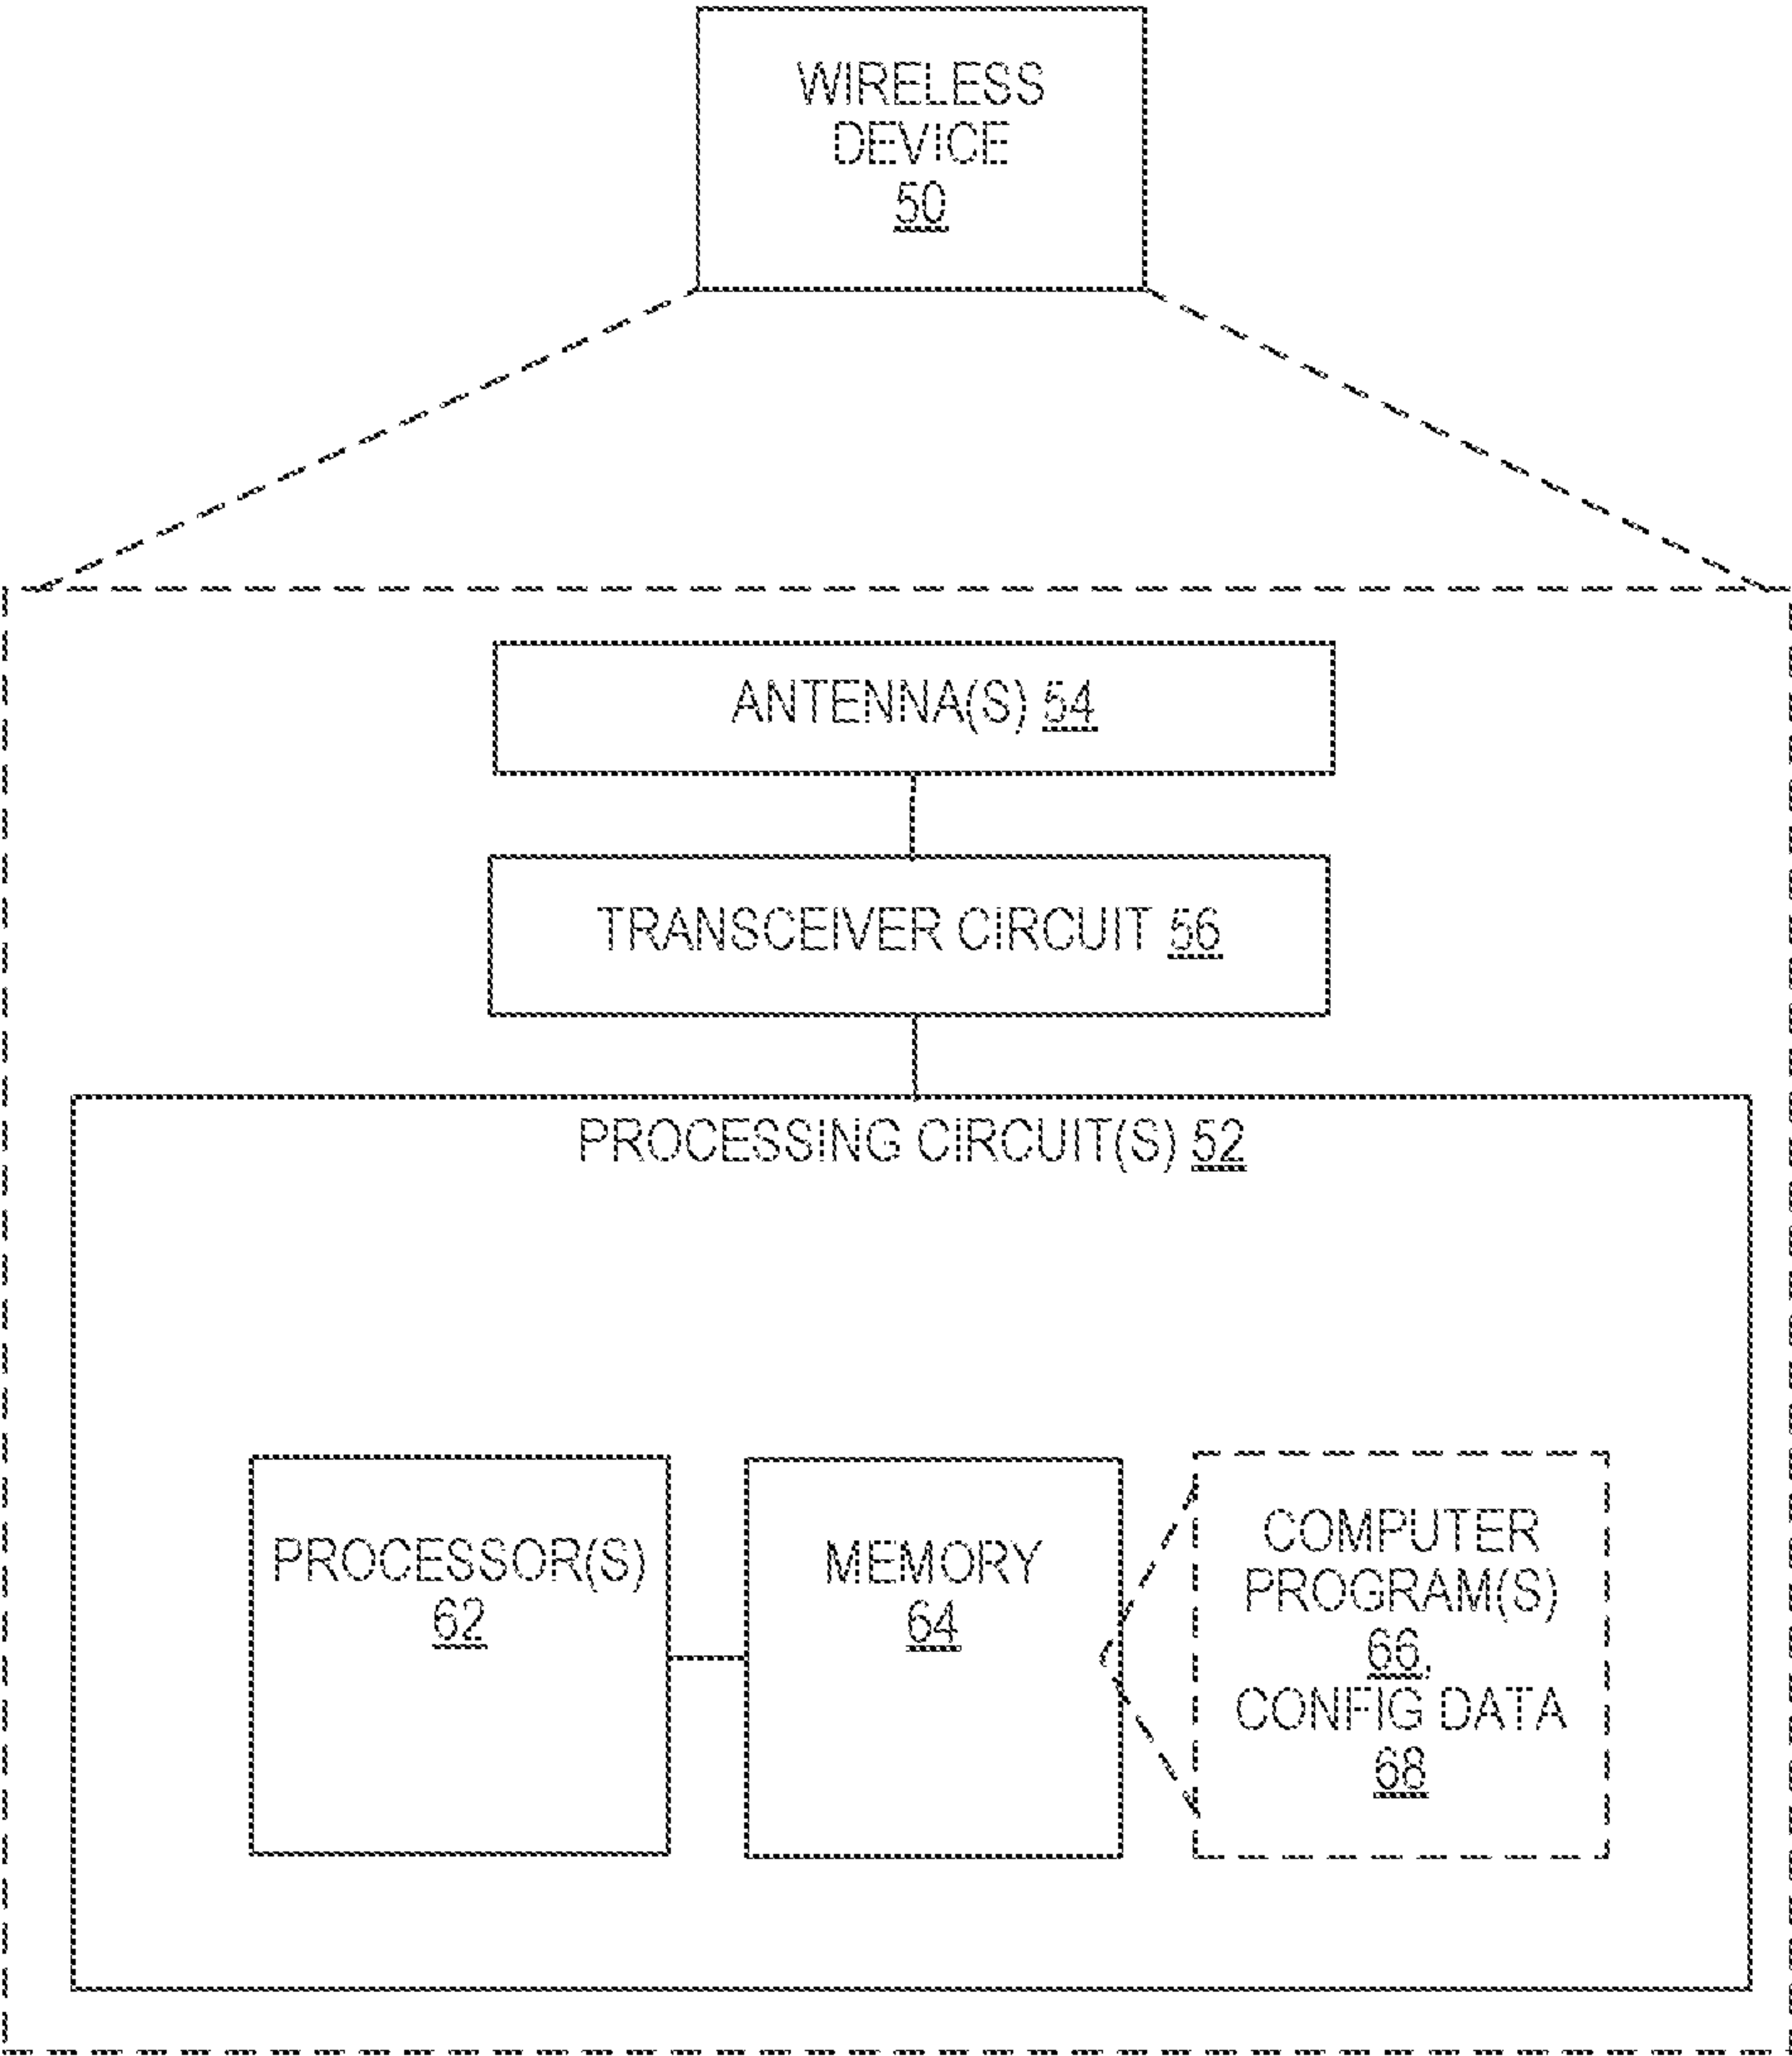 WIRELESS
DEVICE
50
ANTENNA(S) 54
TRANSCEIVER CIRCUIT 56
PROCESSING CIRCUIT(S) 52
PROCESSOR(S)
62
MEMORY
64
COMPUTER
PROGRAM(S)
66,
CONFIG DATA
68